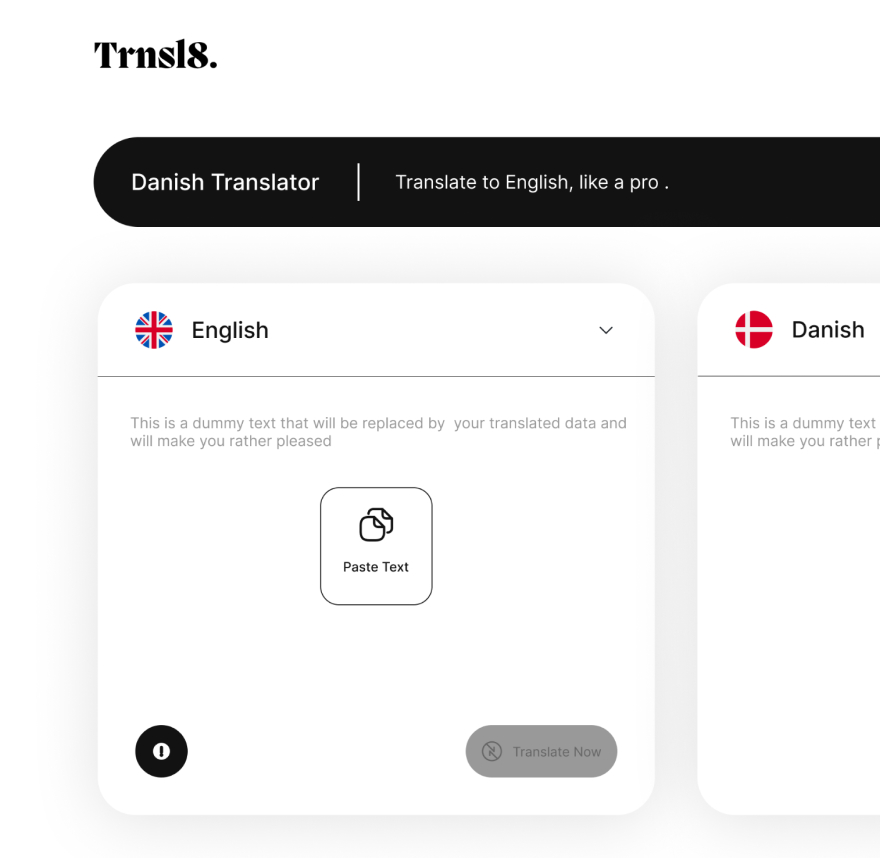 Trnsl8.
Danish Translator
Translate to English, like a pro .
English
Danish
This is a dummy text that will be replaced by  your translated data and
will make you rather pleased
This is a dummy text
will make you rather
Paste Text
Translate Now